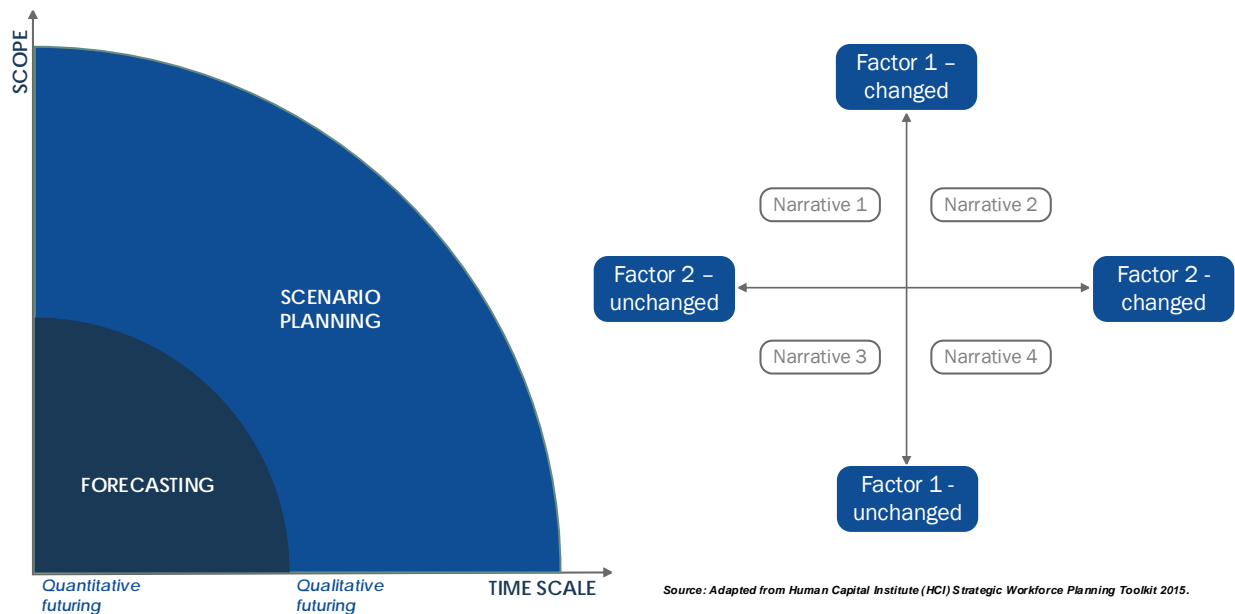 SCOPE
SCENARIO
PLANNING
FORECASTING
Quantitative
futuring
Qualitative
futuring
TIME SCALE
Factor 1 –
changed
Narrative 1
Narrative 2
Factor 2 –
unchanged
Factor 2 -
changed
Narrative 3
Narrative 4
Factor 1 -
unchanged
Source: Adapted from Human Capital Institute (HCI) Strategic Workforce Planning Toolkit 2015.